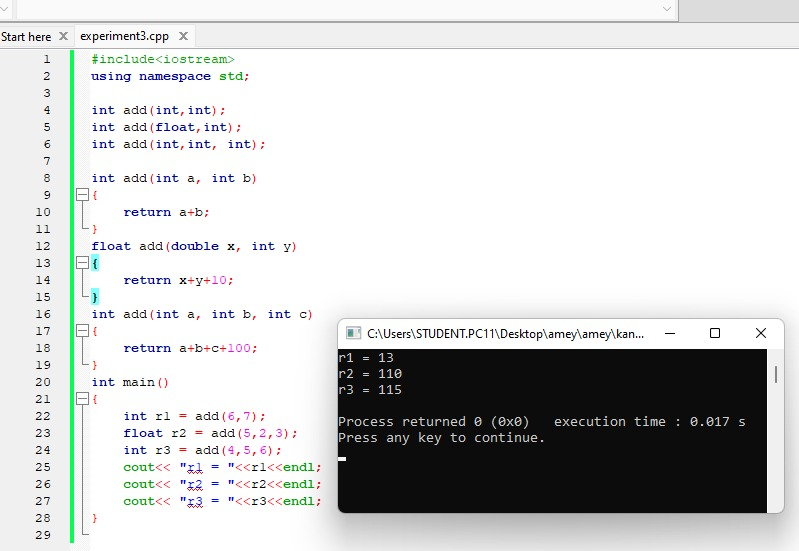 Start here X experiment3.cpp X
1 #include<iostream>
2 using namespace std;
3
4 int add(int,int);
5 int add(float,int);
6 int add(int,int, int);
7
8 int add(int a, int b)
9 {
10 return a+b;
11 }
12 float add(double x, int y)
13 {
14 return x+y+10;
15 }
16 int add(int a, int b, int c)
17 {
18 return a+b+c+100;
19 }
20 int main()
21 {
22 int r1 = add(6,7);
23 float r2 = add(5,2,3);
24 int r3 = add(4,5,6);
25 cout<< "r1 = "<<r1<<endl;
26 cout<< "r2 = "<<r2<<endl;
27 cout<< "r3 = "<<r3<<endl;
28 }
29
C:\Users\STUDENT.PC11\Desktop\amey\amey\kan...
r1 = 13
r2 = 110
r3 = 115
Process returned 0 (0x0) execution time : 0.017 s
Press any key to continue.